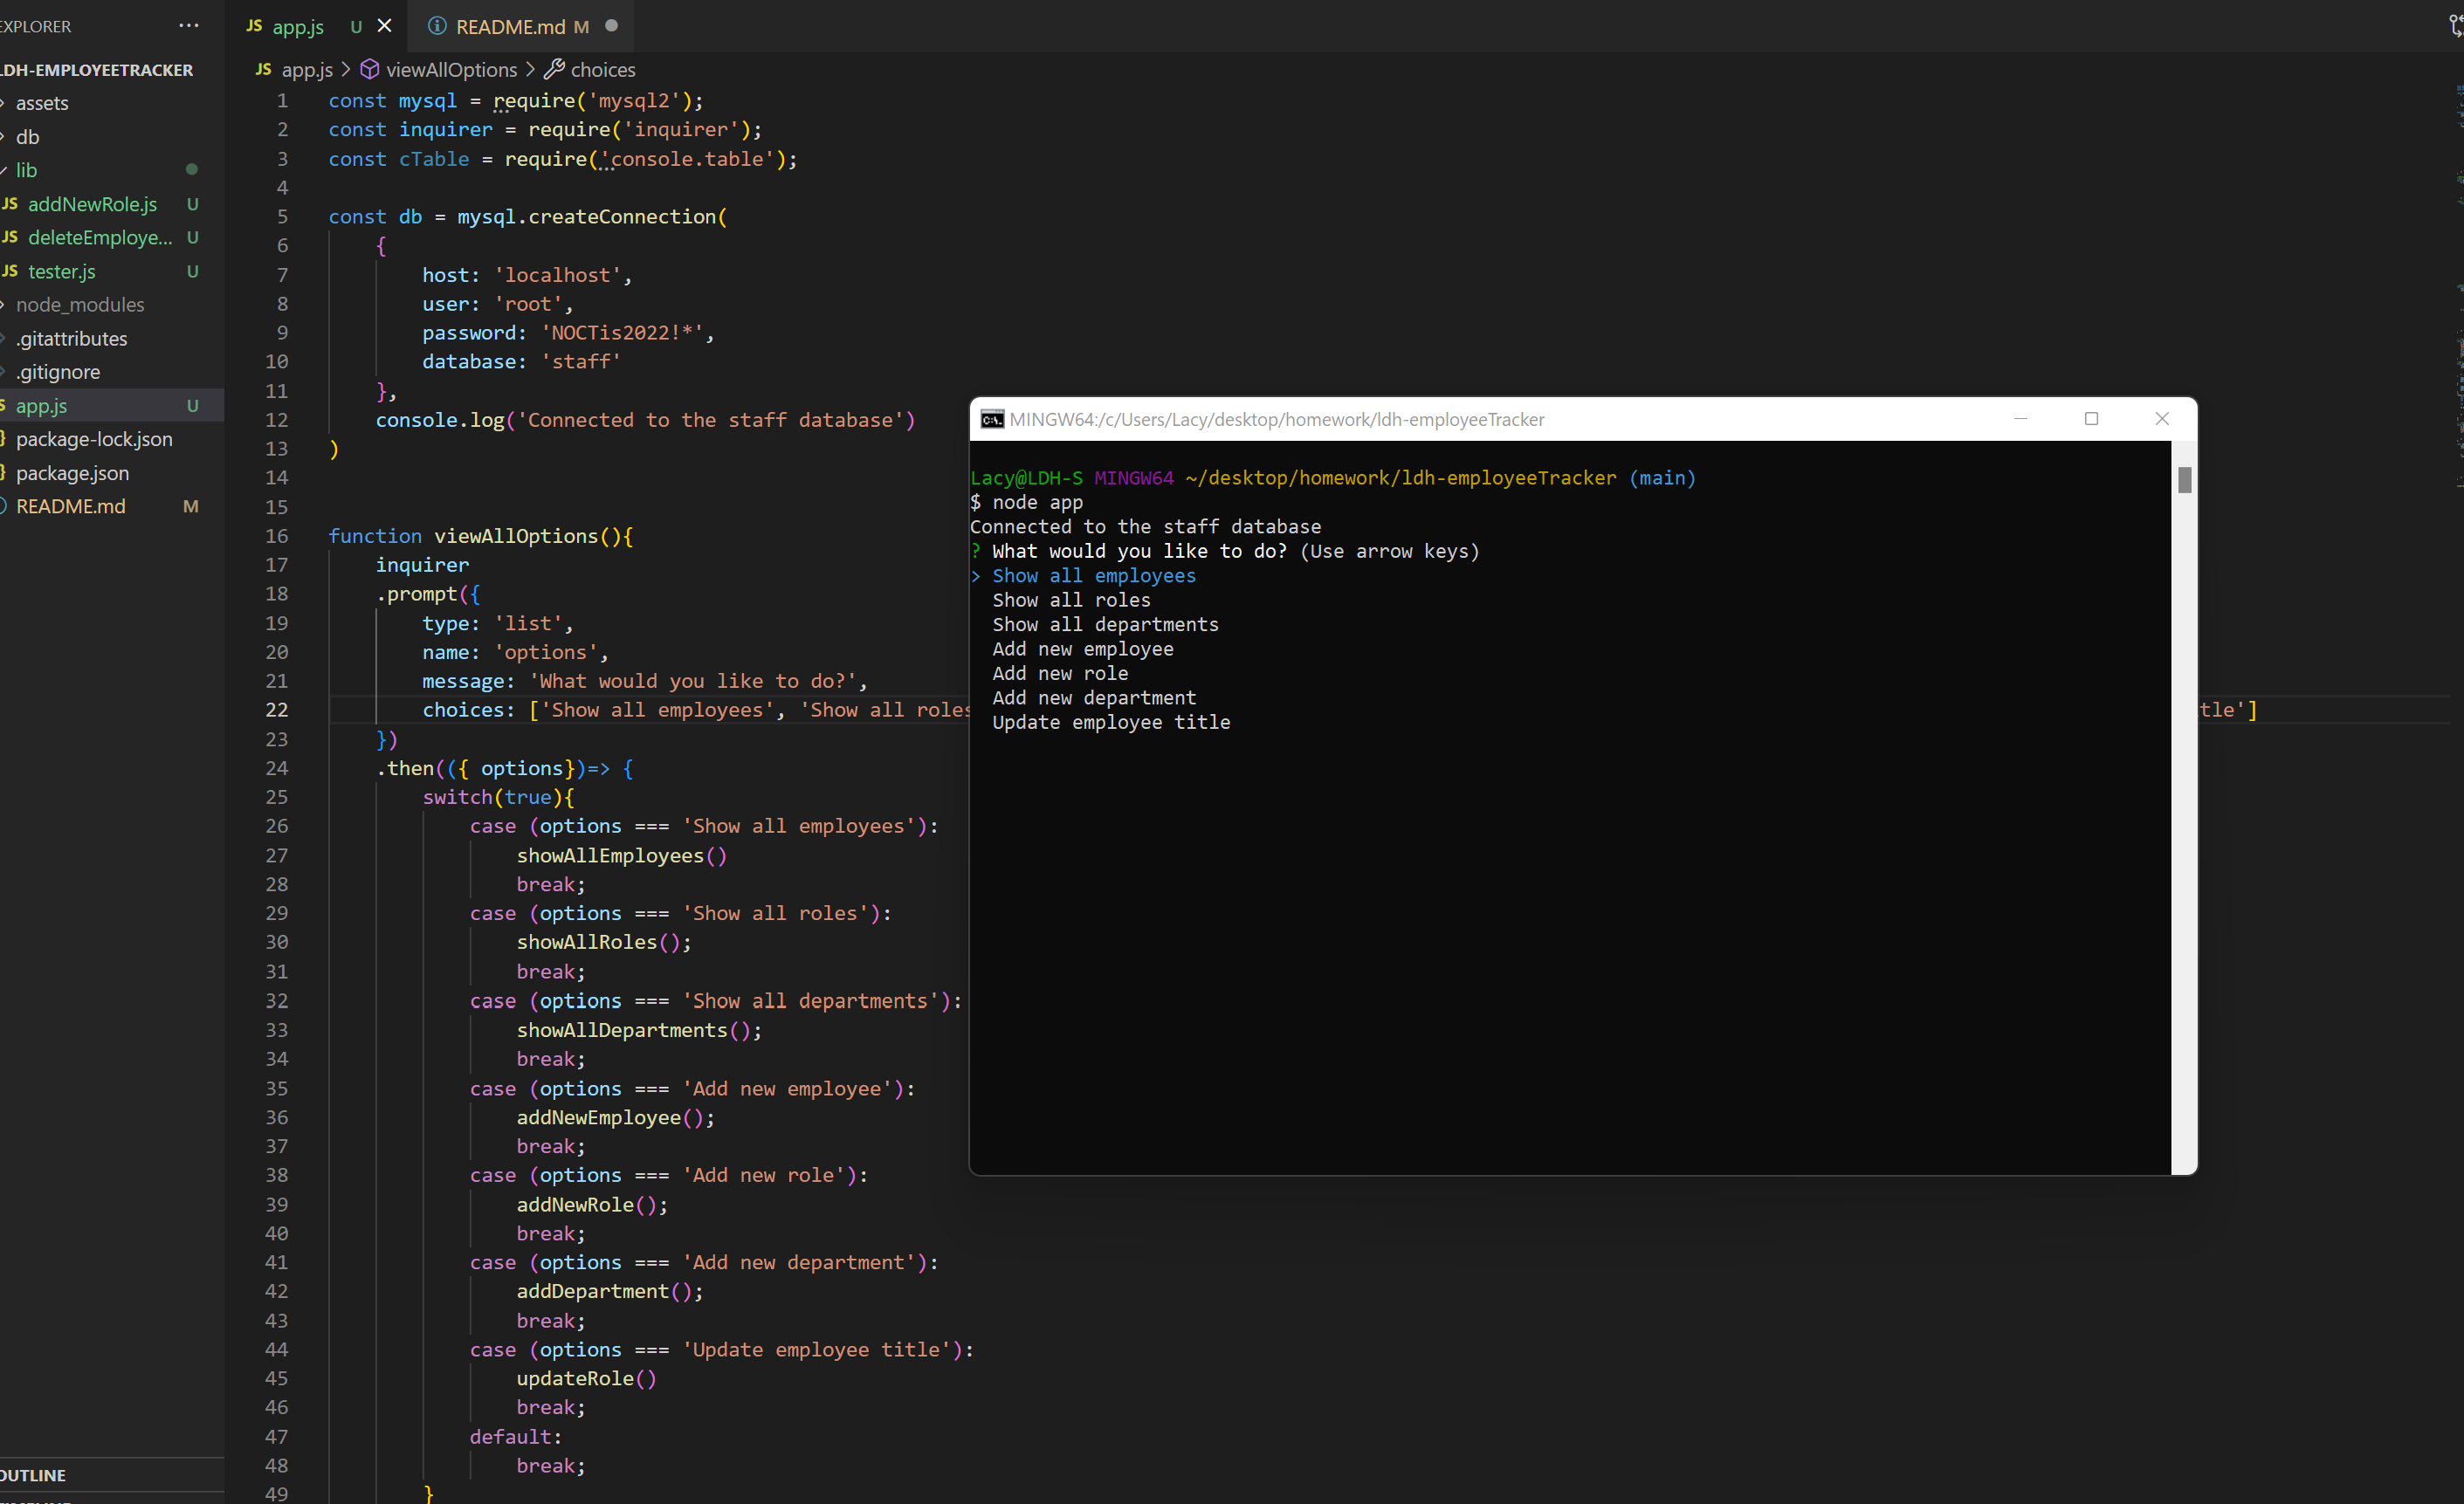 EXPLORER ···
LDH-EMPLOYEETRACKER
assets
db
lib
JS addNewRole.js U
JS deleteEmploye... U
JS tester.js U
node_modules
.gitattributes
.gitignore
app.js U
package-lock.json
package.json
README.md M
OUTLINE
JS app.js U
README.md M
JS app.js > viewAllOptions > choices
1 const mysql = require('mysql2');
2 const inquirer = require('inquirer');
3 const cTable = require('console.table');
4
5 const db = mysql.createConnection(
6 {
7 host: 'localhost',
8 user: 'root',
9 password: 'NOCTis2022!*',
10 database: 'staff'
11 },
12 console.log('Connected to the staff database')
13 )
14
15
16 function viewAllOptions(){
17 inquirer
18 .prompt({
19 type: 'list',
20 name: 'options',
21 message: 'What would you like to do?',
22 choices: ['Show all employees', 'Show all roles tle']
23 })
24 .then(({ options})=> {
25 switch(true){
26 case (options === 'Show all employees'):
27 showAllEmployees()
28 break;
29 case (options === 'Show all roles'):
30 showAllRoles();
31 break;
32 case (options === 'Show all departments'):
33 showAllDepartments();
34 break;
35 case (options === 'Add new employee'):
36 addNewEmployee();
37 break;
38 case (options === 'Add new role'):
39 addNewRole();
40 break;
41 case (options === 'Add new department'):
42 addDepartment();
43 break;
44 case (options === 'Update employee title'):
45 updateRole()
46 break;
47 default:
48 break;
49 }
MINGW64:/c/Users/Lacy/desktop/homework/ldh-employeeTracker
Lacy@LDH-S MINGW64 ~/desktop/homework/ldh-employeeTracker (main)
$ node app
Connected to the staff database
? What would you like to do? (Use arrow keys)
> Show all employees
Show all roles
Show all departments
Add new employee
Add new role
Add new department
Update employee title